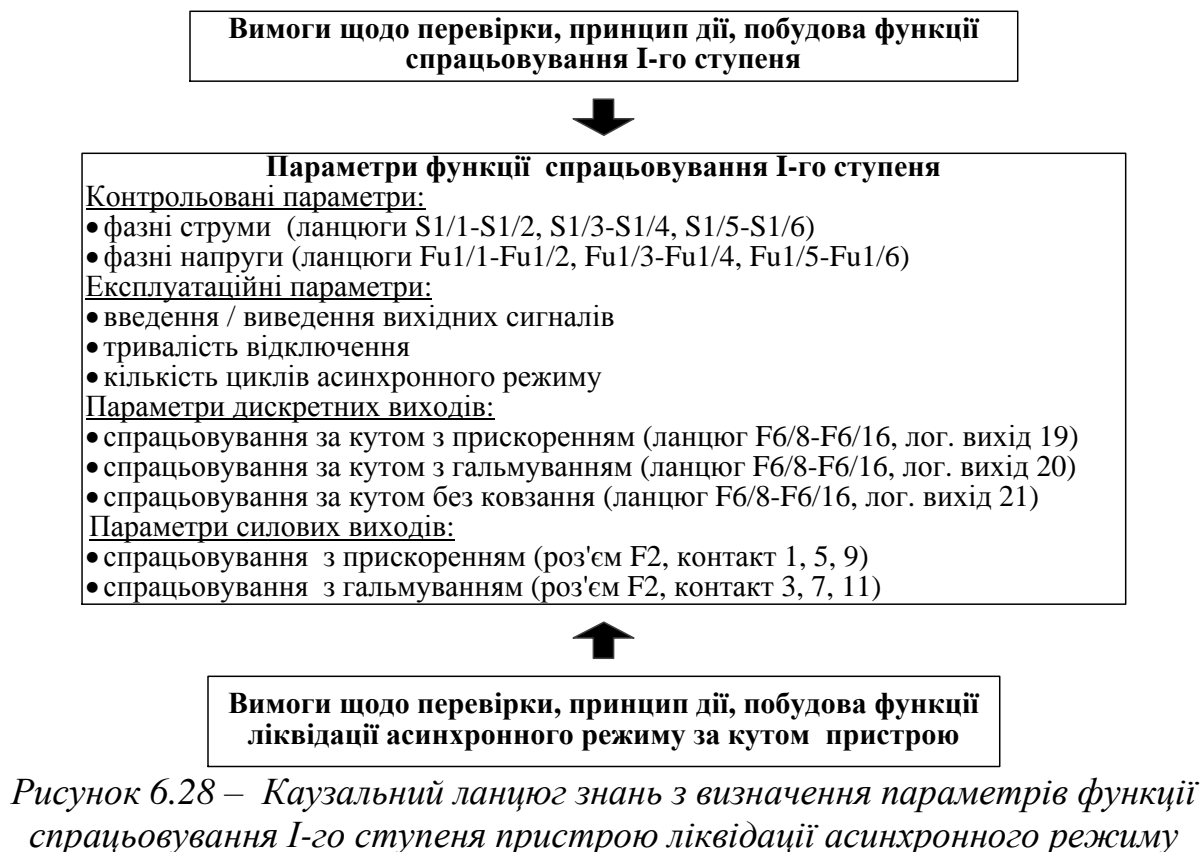 Вимоги щодо перевірки, принцип дії, побудова функції
спрацьовування І-го ступеня
Параметри функції спрацьовування І-го ступеня
Контрольовані параметри:
• фазні струми (ланцюги S1/1-S1/2, S1/3-S1/4, S1/5-S1/6)
• фазні напруги (ланцюги Fu1/1-Fu1/2, Fu1/3-Fu1/4, Fu1/5-Fu1/6)
Експлуатаційні параметри:
• введення / виведення вихідних сигналів
• тривалість відключення
• кількість циклів асинхронного режиму
Параметри дискретних виходів:
• спрацьовування за кутом з прискоренням (ланцюг F6/8-F6/16, лог. вихід 19)
• спрацьовування за кутом з гальмуванням (ланцюг F6/8-F6/16, лог. вихід 20)
• спрацьовування за кутом без ковзання (ланцюг F6/8-F6/16, лог. вихід 21)
Параметри силових виходів:
• спрацьовування з прискоренням (роз'єм F2, контакт 1, 5, 9)
• спрацьовування з гальмуванням (роз'єм F2, контакт 3, 7, 11)
Вимоги щодо перевірки, принцип дії, побудова функції
ліквідації асинхронного режиму за кутом пристрою
Рисунок 6.28 – Каузальний ланцюг знань з визначення параметрів функції
спрацьовування І-го ступеня пристрою ліквідації асинхронного режиму